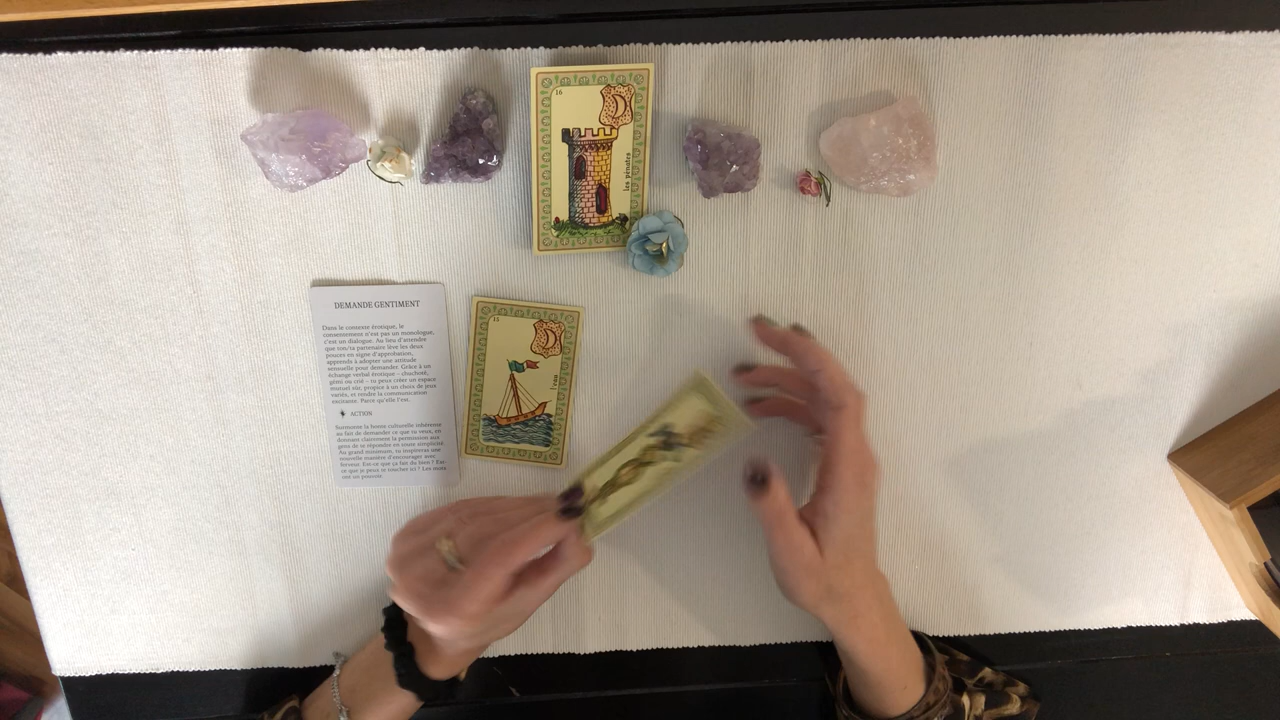 16
les pénates
DEMANDE GENTIMENT
Dans le contexte érotique, le
consentement n'est pas un monologue,
c'est un dialogue. Au lieu d'attendre
que ton/ta partenaire lève les deux
pouces en signe d'approbation,
apprends à adopter une attitude
sensuelle pour demander. Grâce à un
échange verbal érotique – chuchoté,
gémi ou crié – tu peux créer un espace
mutuel sûr, propice à un choix de jeux
variés, et rendre la communication
excitante. Parce qu'elle l'est.
ACTION
Surmonte la honte culturelle inhérente
au fait de demander ce que tu veux, en
donnant clairement la permission aux
gens de te répondre en toute simplicité.
Au grand minimum, tu inspireras une
nouvelle manière d'encourager avec
ferveur. Est-ce que ça fait du bien ? Est-
ce que je peux te toucher ici ? Les mots
ont un pouvoir.
l'eau